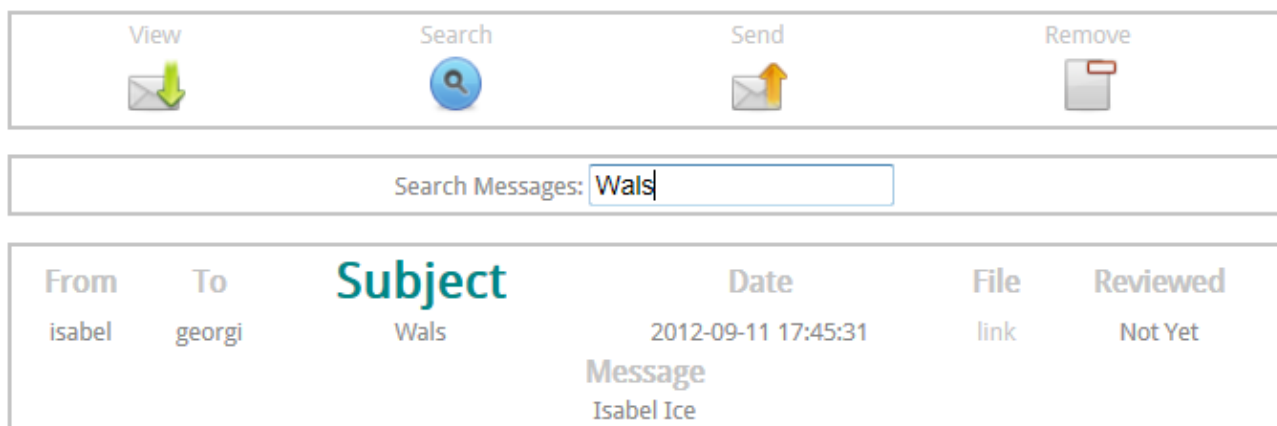 View Search Send Remove
Search Messages: Wals
From To Subject Date File Reviewed
isabel georgi Wals 2012-09-11 17:45:31 link Not Yet
Message
Isabel Ice